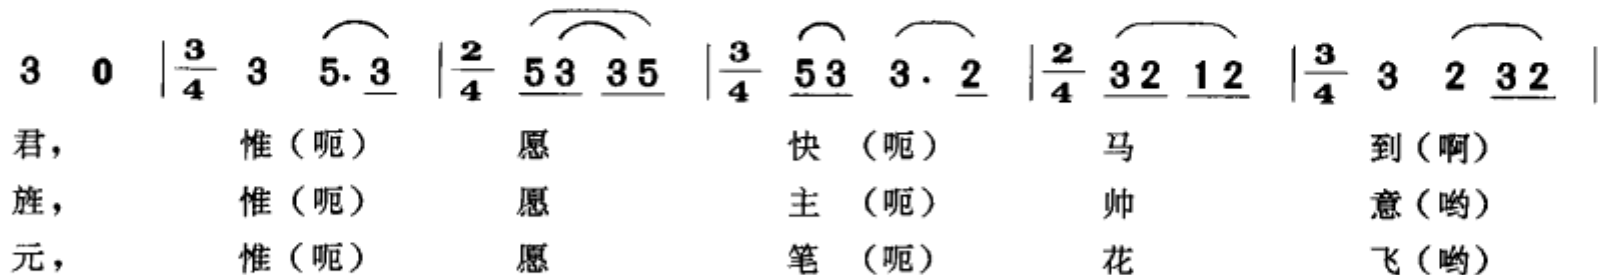 3 0 | 3/4 3 5. 3 | 2/4 53 35 | 3/4 53 3. 2 | 2/4 32 12 | 3/4 3 2 32 |
君， 惟（呃） 愿 快（呃） 马 到（啊）
旌， 惟（呃） 愿 主（呃） 帅 意（哟）
元， 惟（呃） 愿 笔（呃） 花 飞（哟）